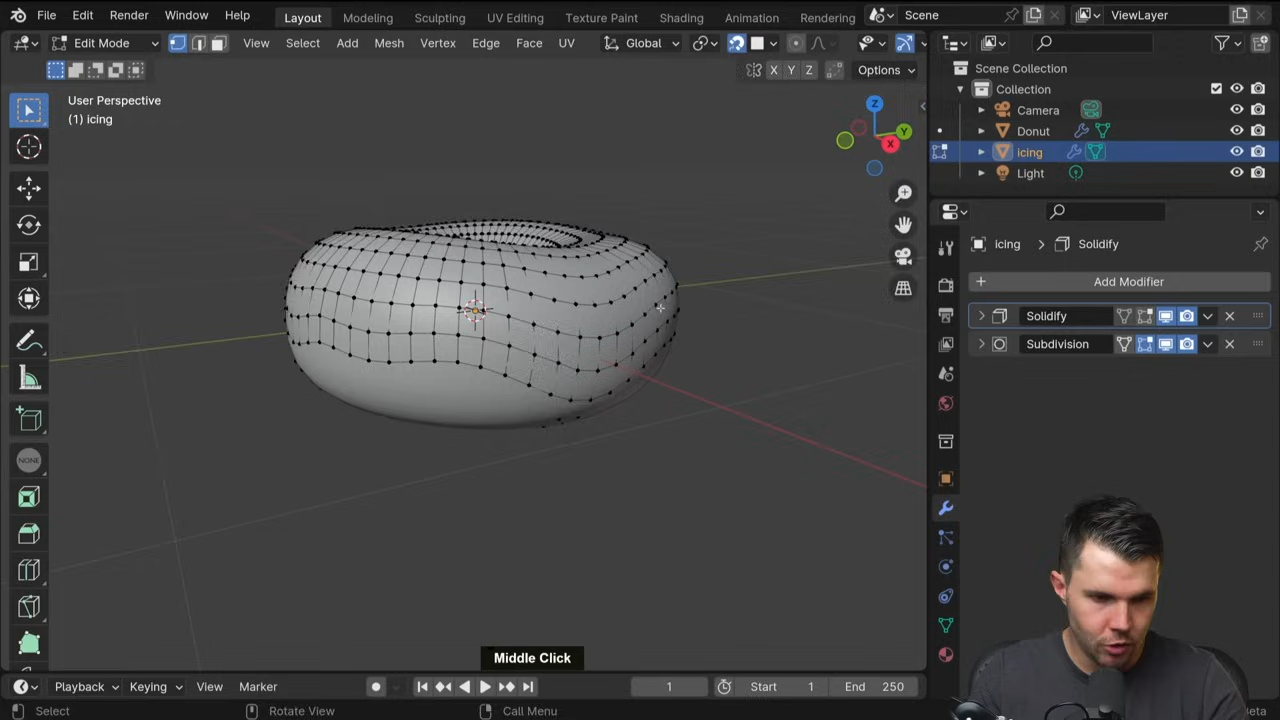 File Edit Render Window Help Layout Modeling Sculpting UV Editing Texture Paint Shading Animation Rendering Scene ViewLayer
Edit Mode View Select Add Mesh Vertex Edge Face UV Global
X Y Z Options
User Perspective
(1) icing
Z
Y
X
NONE
Scene Collection
Collection
Camera
Donut
icing
Light
icing > Solidify
Add Modifier
Solidify
Subdivision
Middle Click
Playback Keying View Marker 1 Start 1 End 250
Select Rotate View Call Menu